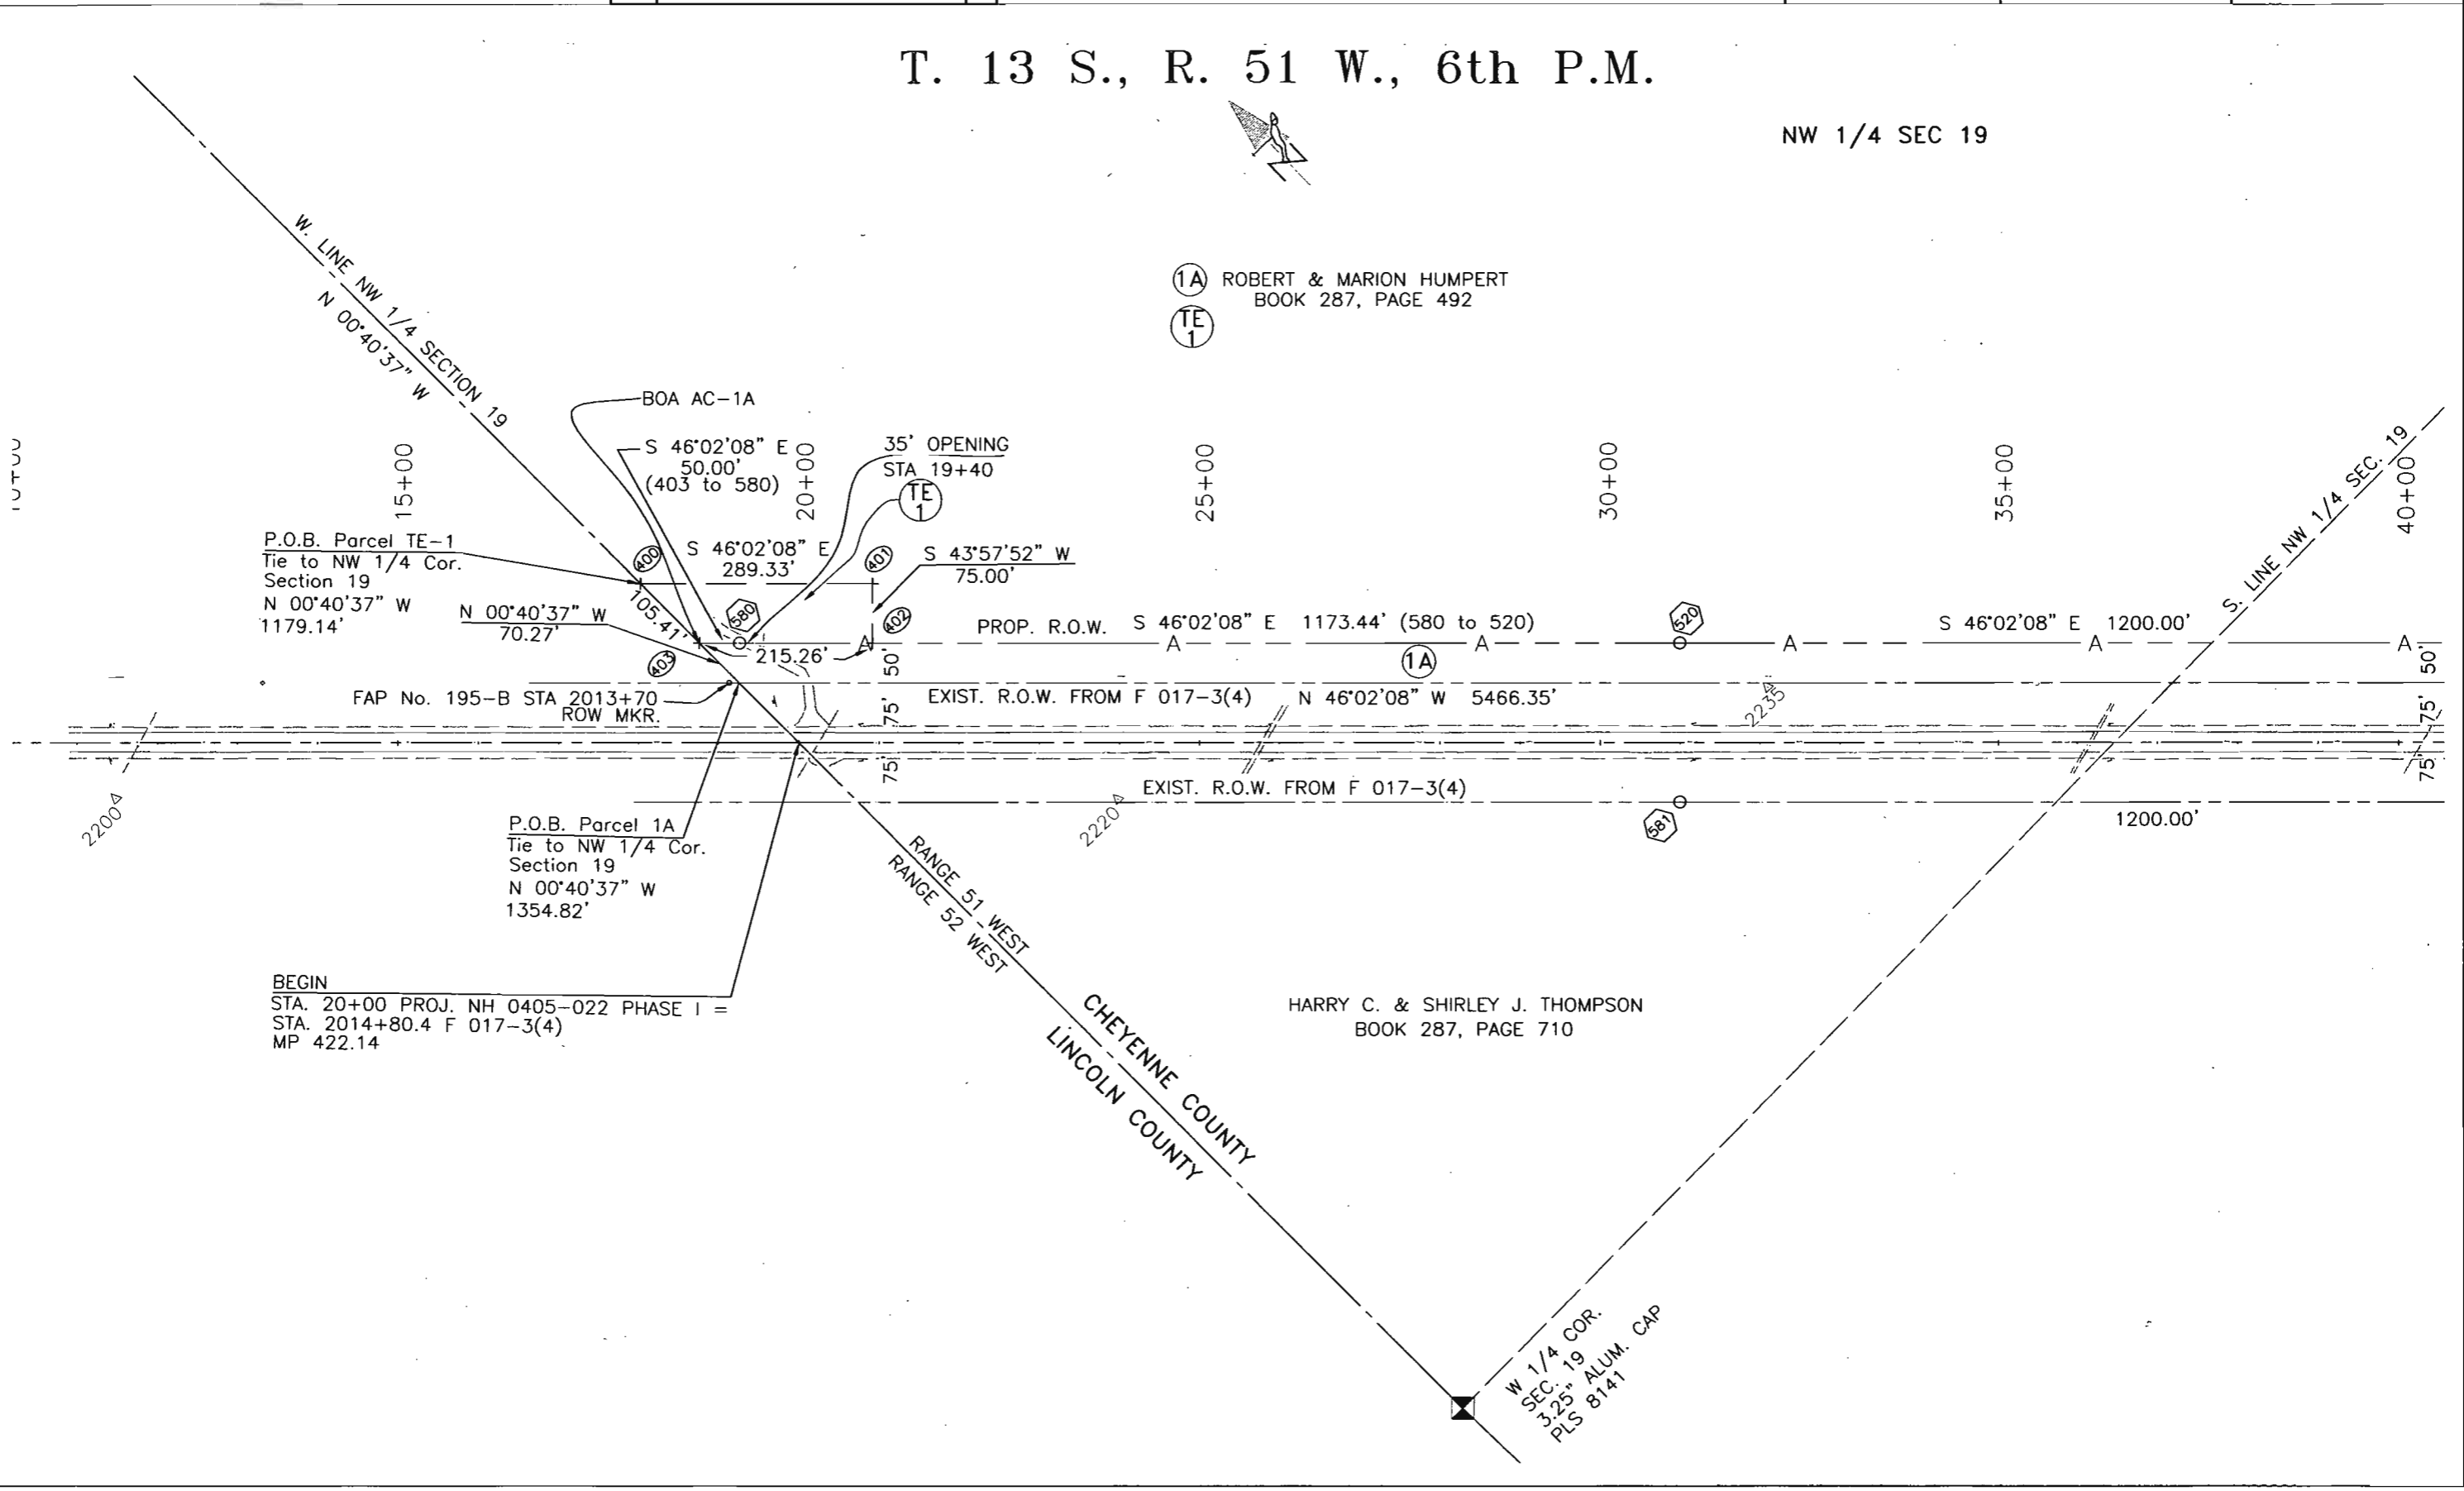 T. 13 S., R. 51 W., 6th P.M.
NW 1/4 SEC 19
W. LINE NW 1/4 SECTION 19
N 00°40'37" W
1A ROBERT & MARION HUMPERT
BOOK 287, PAGE 492
TE
1
BOA AC-1A
S 46°02'08" E
50.00'
(403 to 580)
35' OPENING
STA 19+40
TE
1
15+00
20+00
25+00
30+00
35+00
40+00
S. LINE NW 1/4 SEC. 19
P.O.B. Parcel TE-1
Tie to NW 1/4 Cor.
Section 19
N 00°40'37" W
1179.14'
400
S 46°02'08" E
289.33'
401
S 43°57'52" W
75.00'
N 00°40'37" W
70.27'
105.41'
580
402
403
215.26'
A
50'
PROP. R.O.W. S 46°02'08" E 1173.44' (580 to 520)
520
S 46°02'08" E 1200.00'
A
A
A
A
A
50'
1A
FAP No. 195-B STA 2013+70
ROW MKR.
75'
EXIST. R.O.W. FROM F 017-3(4) N 46°02'08" W 5466.35'
2235
75'
75'
75'
EXIST. R.O.W. FROM F 017-3(4)
2200
2220
581
1200.00'
P.O.B. Parcel 1A
Tie to NW 1/4 Cor.
Section 19
N 00°40'37" W
1354.82'
RANGE 51 WEST
RANGE 52 WEST
BEGIN
STA. 20+00 PROJ. NH 0405-022 PHASE I =
STA. 2014+80.4 F 017-3(4)
MP 422.14
CHEYENNE COUNTY
LINCOLN COUNTY
HARRY C. & SHIRLEY J. THOMPSON
BOOK 287, PAGE 710
W 1/4 COR.
SEC. 19
3.25" ALUM. CAP
PLS 8141